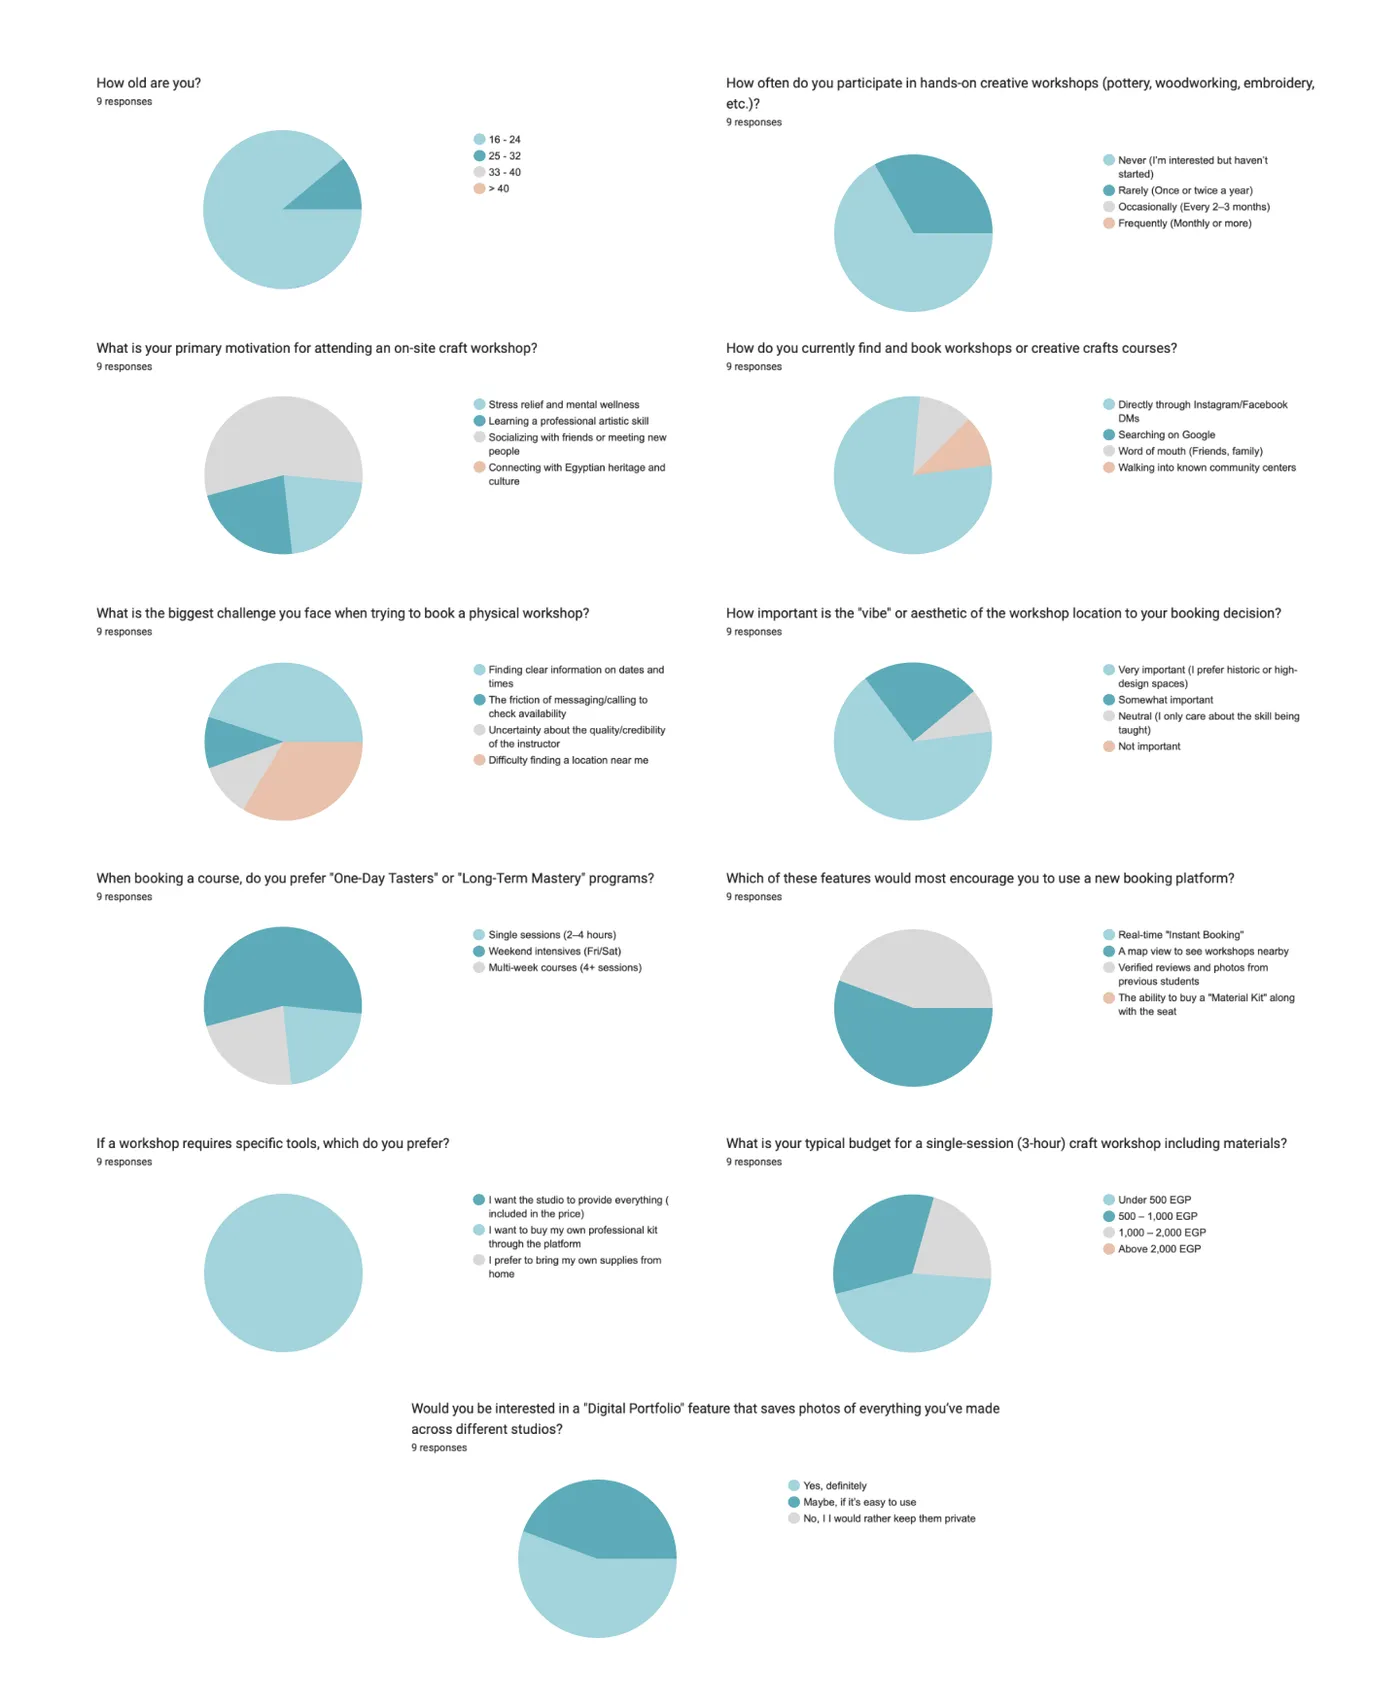 How old are you?
9 responses
16 - 24
25 - 32
33 - 40
> 40
How often do you participate in hands-on creative workshops (pottery, woodworking, embroidery,
etc.)?
9 responses
Never (I'm interested but haven't
started)
Rarely (Once or twice a year)
Occasionally (Every 2–3 months)
Frequently (Monthly or more)
What is your primary motivation for attending an on-site craft workshop?
9 responses
Stress relief and mental wellness
Learning a professional artistic skill
Socializing with friends or meeting new
people
Connecting with Egyptian heritage and
culture
How do you currently find and book workshops or creative crafts courses?
9 responses
Directly through Instagram/Facebook
DMs
Searching on Google
Word of mouth (Friends, family)
Walking into known community centers
What is the biggest challenge you face when trying to book a physical workshop?
9 responses
Finding clear information on dates and
times
The friction of messaging/calling to
check availability
Uncertainty about the quality/credibility
of the instructor
Difficulty finding a location near me
How important is the "vibe" or aesthetic of the workshop location to your booking decision?
9 responses
Very important (I prefer historic or high-
design spaces)
Somewhat important
Neutral (I only care about the skill being
taught)
Not important
When booking a course, do you prefer "One-Day Tasters" or "Long-Term Mastery" programs?
9 responses
Single sessions (2–4 hours)
Weekend intensives (Fri/Sat)
Multi-week courses (4+ sessions)
Which of these features would most encourage you to use a new booking platform?
9 responses
Real-time "Instant Booking"
A map view to see workshops nearby
Verified reviews and photos from
previous students
The ability to buy a "Material Kit" along
with the seat
If a workshop requires specific tools, which do you prefer?
9 responses
I want the studio to provide everything (
included in the price)
I want to buy my own professional kit
through the platform
I prefer to bring my own supplies from
home
What is your typical budget for a single-session (3-hour) craft workshop including materials?
9 responses
Under 500 EGP
500 – 1,000 EGP
1,000 – 2,000 EGP
Above 2,000 EGP
Would you be interested in a "Digital Portfolio" feature that saves photos of everything you've made
across different studios?
9 responses
Yes, definitely
Maybe, if it's easy to use
No, I I would rather keep them private